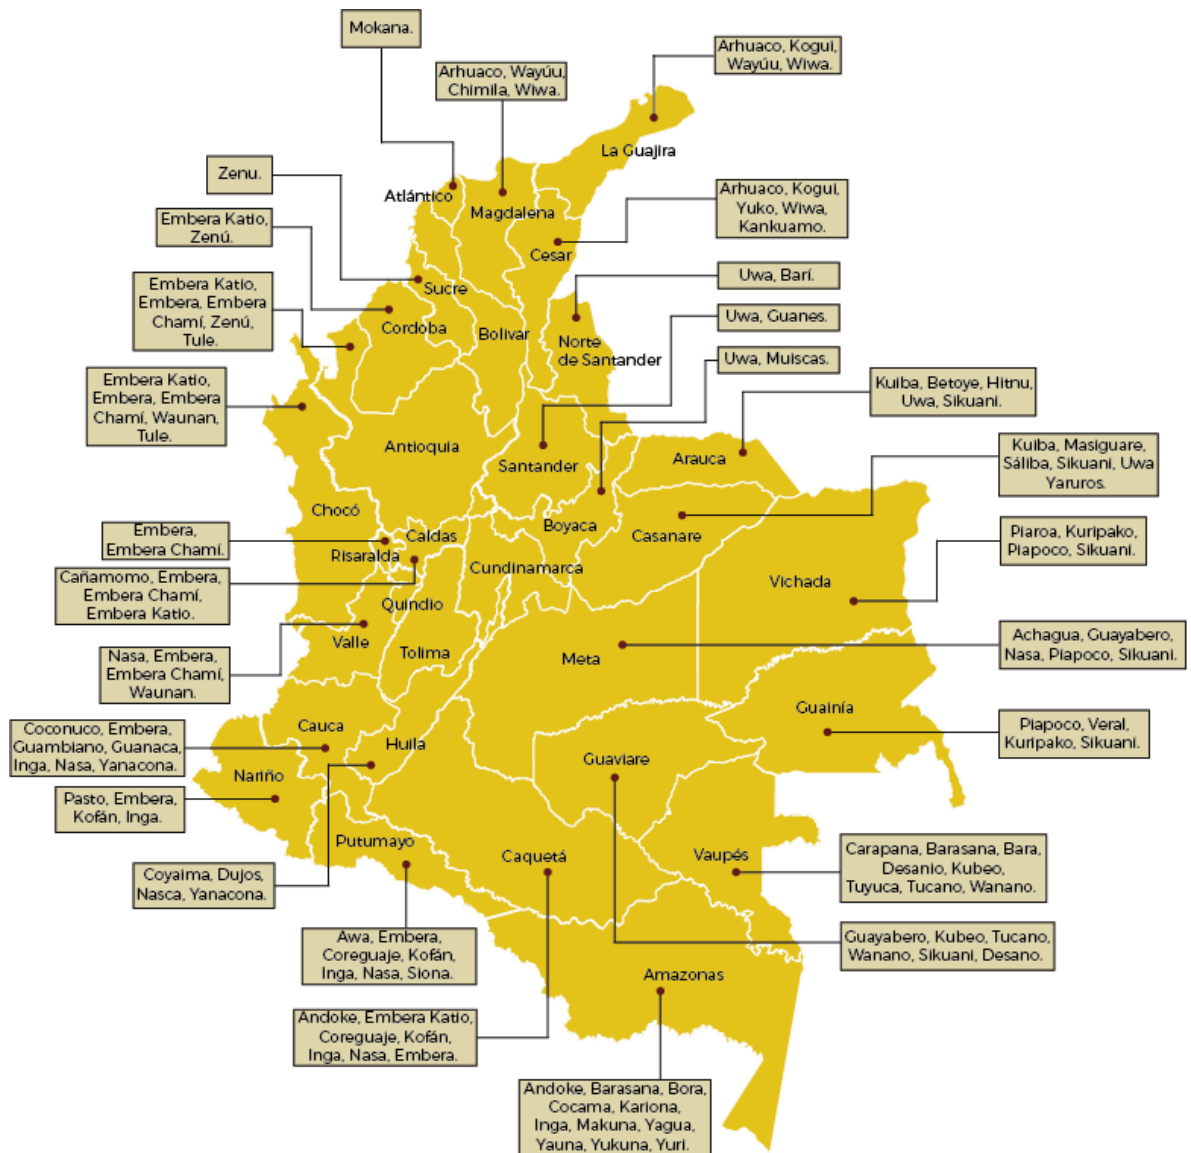 Mokana.
Arhuaco, Kogui,
Wayúu, Wiwa.
Arhuaco, Wayúu,
Chimila, Wiwa.
La Guajira
Zenu.
Atlántico
Magdalena
Arhuaco, Kogui,
Yuko, Wiwa,
Kankuamo.
Embera Katio,
Zenú.
Cesar
Uwa, Barí.
Embera Katio,
Embera, Embera
Chamí, Zenú,
Tule.
Sucre
Cordoba
Bolivar
Uwa, Guanes.
Norte
de Santander
Uwa, Muiscas.
Embera Katio,
Embera, Embera
Chamí, Waunan,
Tule.
Kuiba, Betoye, Hitnu,
Uwa, Sikuani.
Antioquia
Santander
Arauca
Kuiba, Masiguare,
Sáliba, Sikuani, Uwa
Yaruros.
Chocó
Boyaca
Casanare
Embera,
Embera Chamí.
Caldas
Risaralda
Piaroa, Kuripako,
Piapoco, Sikuani.
Cundinamarca
Vichada
Cañamomo, Embera,
Embera Chamí,
Embera Katio.
Quindio
Valle
Tolima
Meta
Achagua, Guayabero,
Nasa, Piapoco, Sikuani.
Nasa, Embera,
Embera Chamí,
Waunan.
Guainía
Cauca
Huila
Coconuco, Embera,
Guambiano, Guanaca,
Inga, Nasa, Yanacona.
Piapoco, Veral,
Kuripako, Sikuani.
Guaviare
Nariño
Pasto, Embera,
Kofán, Inga.
Putumayo
Caquetá
Vaupés
Carapana, Barasana, Bara,
Desanio, Kubeo,
Tuyuca, Tucano, Wanano.
Coyaima, Dujos,
Nasca, Yanacona.
Awa, Embera,
Coreguaje, Kofán,
Inga, Nasa, Siona.
Guayabero, Kubeo, Tucano,
Wanano, Sikuani, Desano.
Amazonas
Andoke, Embera Katio,
Coreguaje, Kofán,
Inga, Nasa, Embera.
Andoke, Barasana, Bora,
Cocama, Kariona,
Inga, Makuna, Yagua,
Yauna, Yukuna, Yuri.